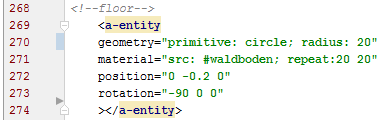 268 <!--floor-->
269 <a-entity
270 geometry="primitive: circle; radius: 20"
271 material="src: #waldboden; repeat:20 20"
272 position="0 -0.2 0"
273 rotation="-90 0 0"
274 ></a-entity>